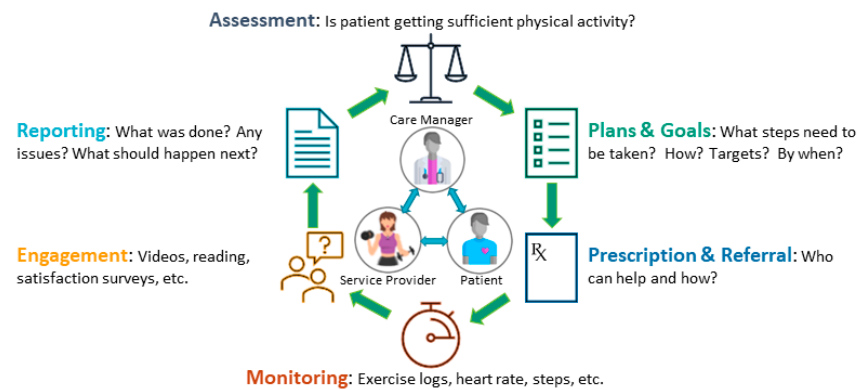 Assessment: Is patient getting sufficient physical activity?
Care Manager
Reporting: What was done? Any
issues? What should happen next?
Plans & Goals: What steps need to
be taken? How? Targets? By when?
Engagement: Videos, reading,
satisfaction surveys, etc.
?
Service Provider
Patient
Rx
Prescription & Referral: Who
can help and how?
Monitoring: Exercise logs, heart rate, steps, etc.